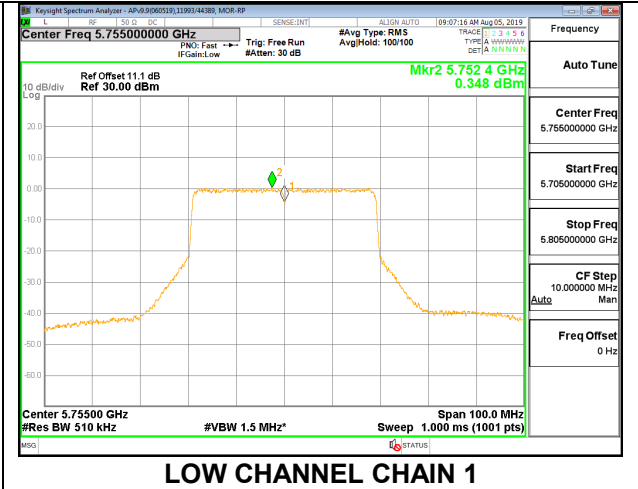 Keysight Spectrum Analyzer - APv9.9(060519),11993/44389, MOR-RP
L RF 50 Ω DC SENSE:INT ALIGN AUTO 09:07:16 AM Aug 05, 2019
Center Freq 5.755000000 GHz #Avg Type: RMS TRACE 1 2 3 4 5 6 Frequency
PNO: Fast Trig: Free Run Avg|Hold: 100/100 TYPE A WWWWW
IFGain:Low #Atten: 30 dB DET A N N N N N
Auto Tune
Mkr2 5.752 4 GHz
Ref Offset 11.1 dB
10 dB/div Ref 30.00 dBm 0.348 dBm
Log
20.0
10.0
0.00
-10.0
-20.0
-30.0
-40.0
-50.0
-60.0
2
1
Center Freq
5.755000000 GHz
Start Freq
5.705000000 GHz
Stop Freq
5.805000000 GHz
CF Step
10.000000 MHz
Auto Man
Freq Offset
0 Hz
Center 5.75500 GHz Span 100.0 MHz
#Res BW 510 kHz #VBW 1.5 MHz* Sweep 1.000 ms (1001 pts)
MSG STATUS
LOW CHANNEL CHAIN 1